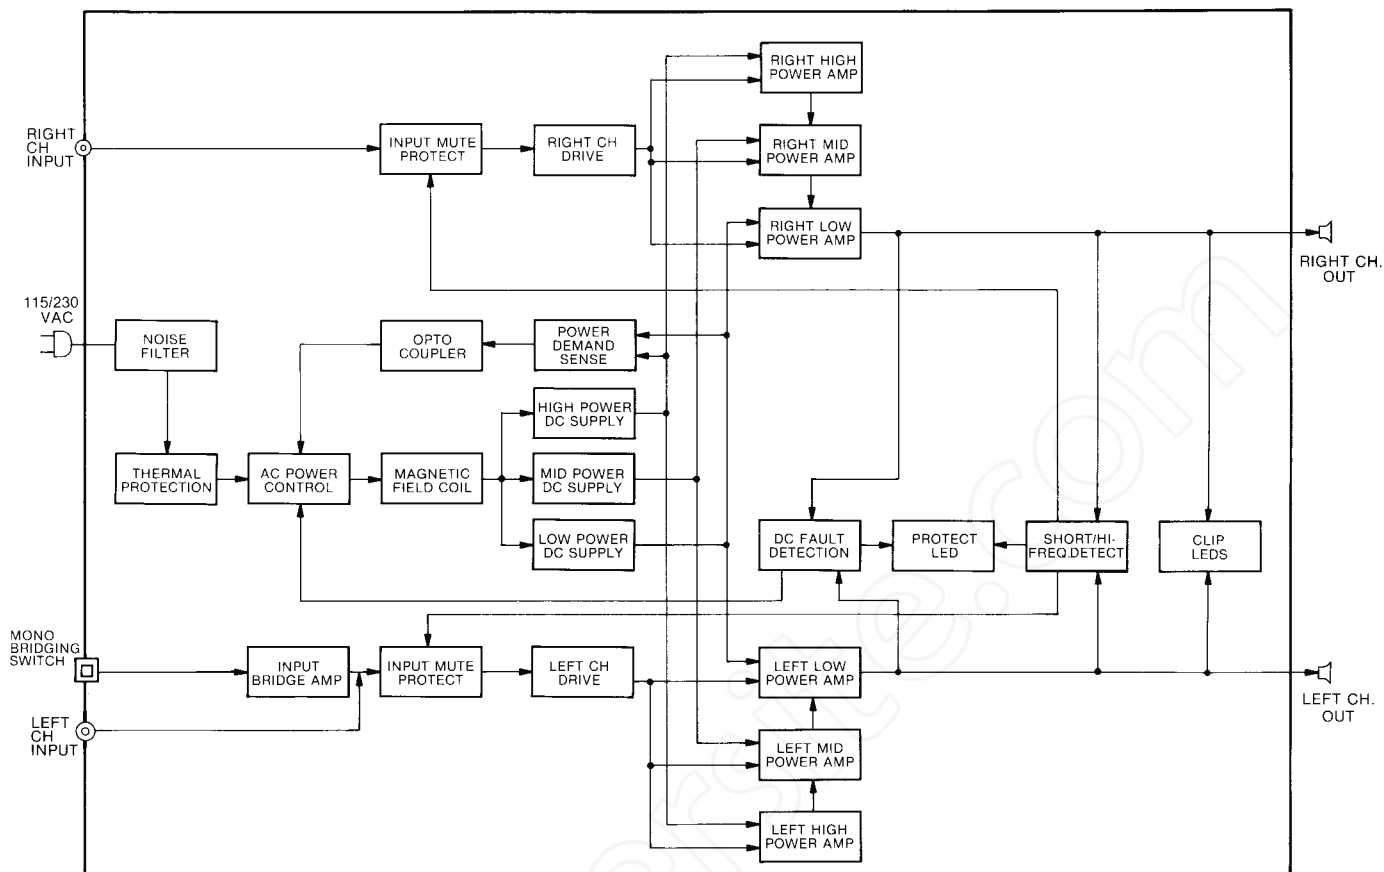 RIGHT HIGH
POWER AMP
RIGHT
CH
INPUT
INPUT MUTE
PROTECT
RIGHT CH
DRIVE
RIGHT MID
POWER AMP
RIGHT LOW
POWER AMP
RIGHT CH.
OUT
115/230
VAC
NOISE
FILTER
OPTO
COUPLER
POWER
DEMAND
SENSE
HIGH POWER
DC SUPPLY
THERMAL
PROTECTION
AC POWER
CONTROL
MAGNETIC
FIELD COIL
MID POWER
DC SUPPLY
LOW POWER
DC SUPPLY
DC FAULT
DETECTION
PROTECT
LED
SHORT/HI-
FREQ.DETECT
CLIP
LEDS
MONO
BRIDGING
SWITCH
INPUT
BRIDGE AMP
INPUT MUTE
PROTECT
LEFT CH
DRIVE
LEFT LOW
POWER AMP
LEFT CH.
OUT
LEFT
CH
INPUT
LEFT MID
POWER AMP
LEFT HIGH
POWER AMP
ersite.com